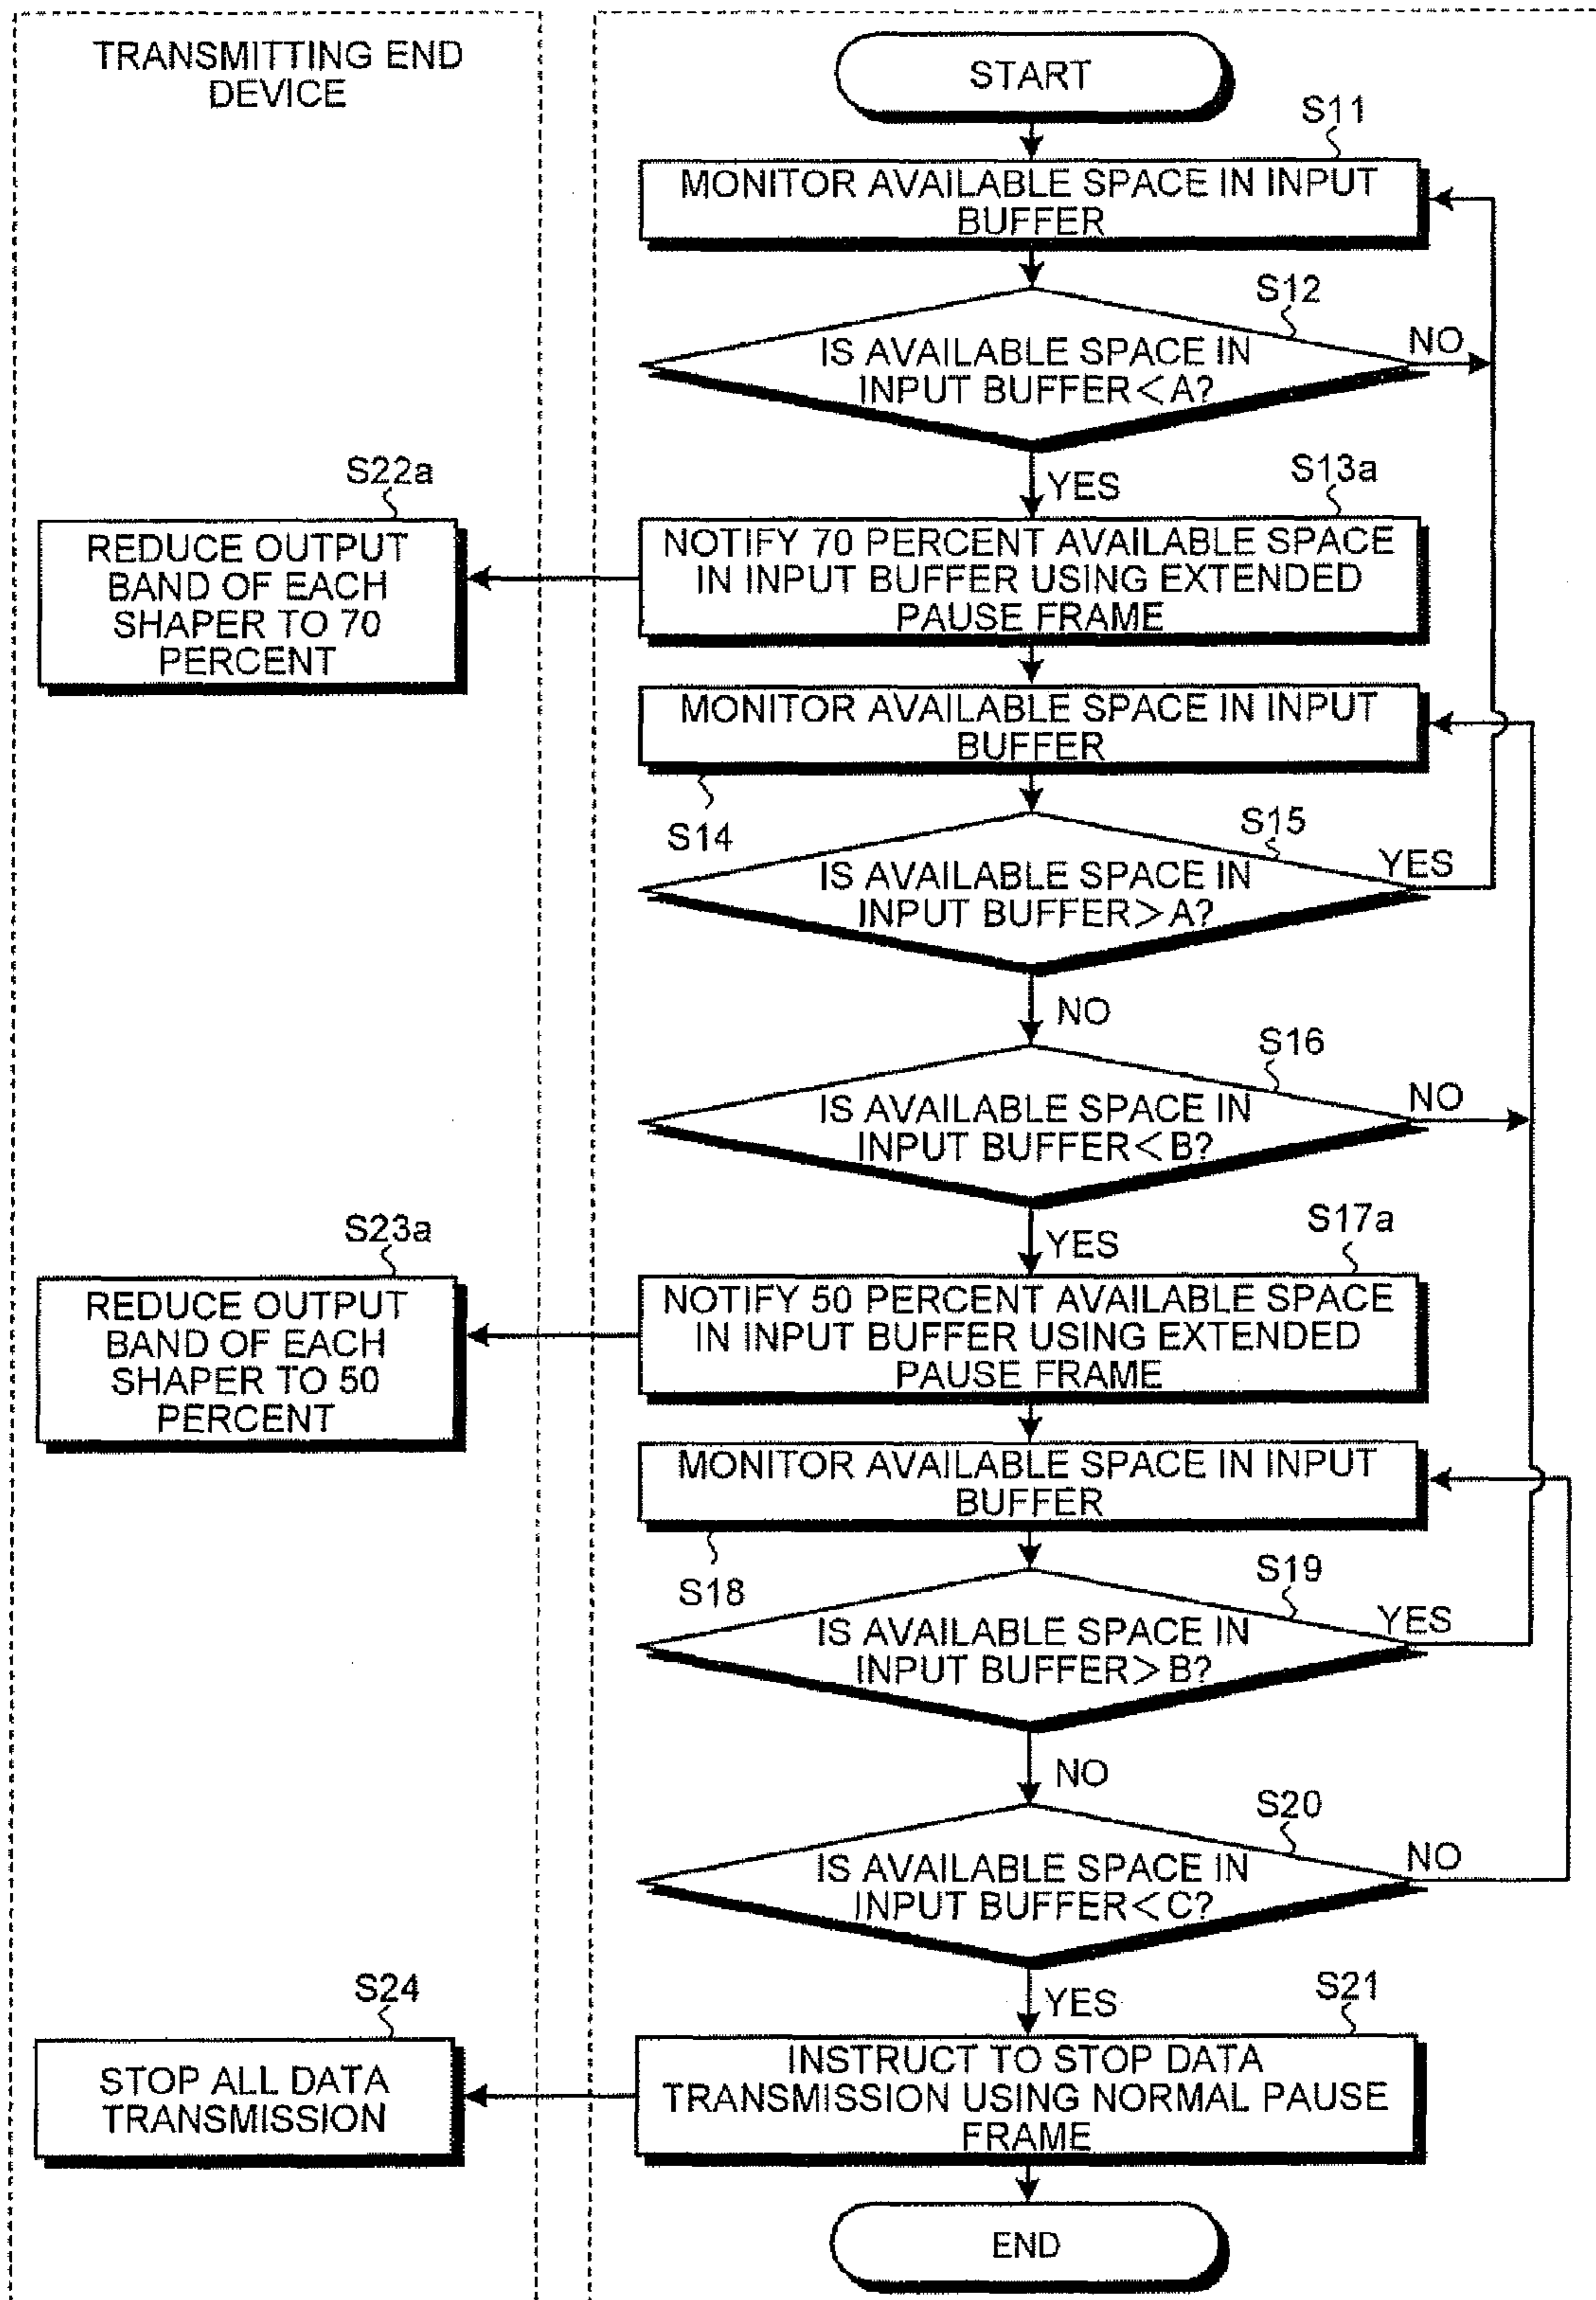 TRANSMITTING END
DEVICE
START
S11
MONITOR AVAILABLE SPACE IN INPUT
BUFFER
S12
IS AVAILABLE SPACE IN
INPUT BUFFER<A?
NO
YES
S13a
NOTIFY 70 PERCENT AVAILABLE SPACE
IN INPUT BUFFER USING EXTENDED
PAUSE FRAME
S22a
REDUCE OUTPUT
BAND OF EACH
SHAPER TO 70
PERCENT
MONITOR AVAILABLE SPACE IN INPUT
BUFFER
S14
S15
IS AVAILABLE SPACE IN
INPUT BUFFER>A?
YES
NO
S16
IS AVAILABLE SPACE IN
INPUT BUFFER<B?
NO
YES
S17a
NOTIFY 50 PERCENT AVAILABLE SPACE
IN INPUT BUFFER USING EXTENDED
PAUSE FRAME
S23a
REDUCE OUTPUT
BAND OF EACH
SHAPER TO 50
PERCENT
MONITOR AVAILABLE SPACE IN INPUT
BUFFER
S18
S19
IS AVAILABLE SPACE IN
INPUT BUFFER>B?
YES
NO
S20
IS AVAILABLE SPACE IN
INPUT BUFFER<C?
NO
YES
S21
INSTRUCT TO STOP DATA
TRANSMISSION USING NORMAL PAUSE
FRAME
S24
STOP ALL DATA
TRANSMISSION
END